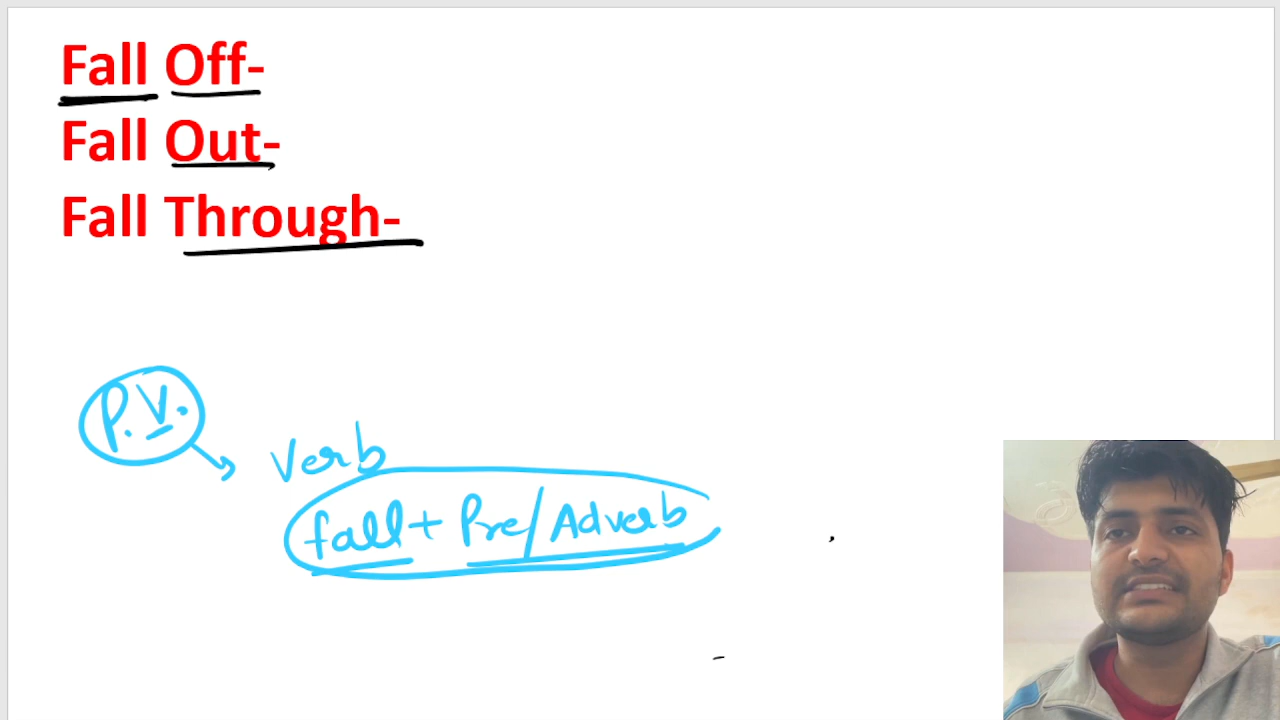 Fall Off-
Fall Out-
Fall Through-
P.V.
Verb
fall + Pre/Adverb